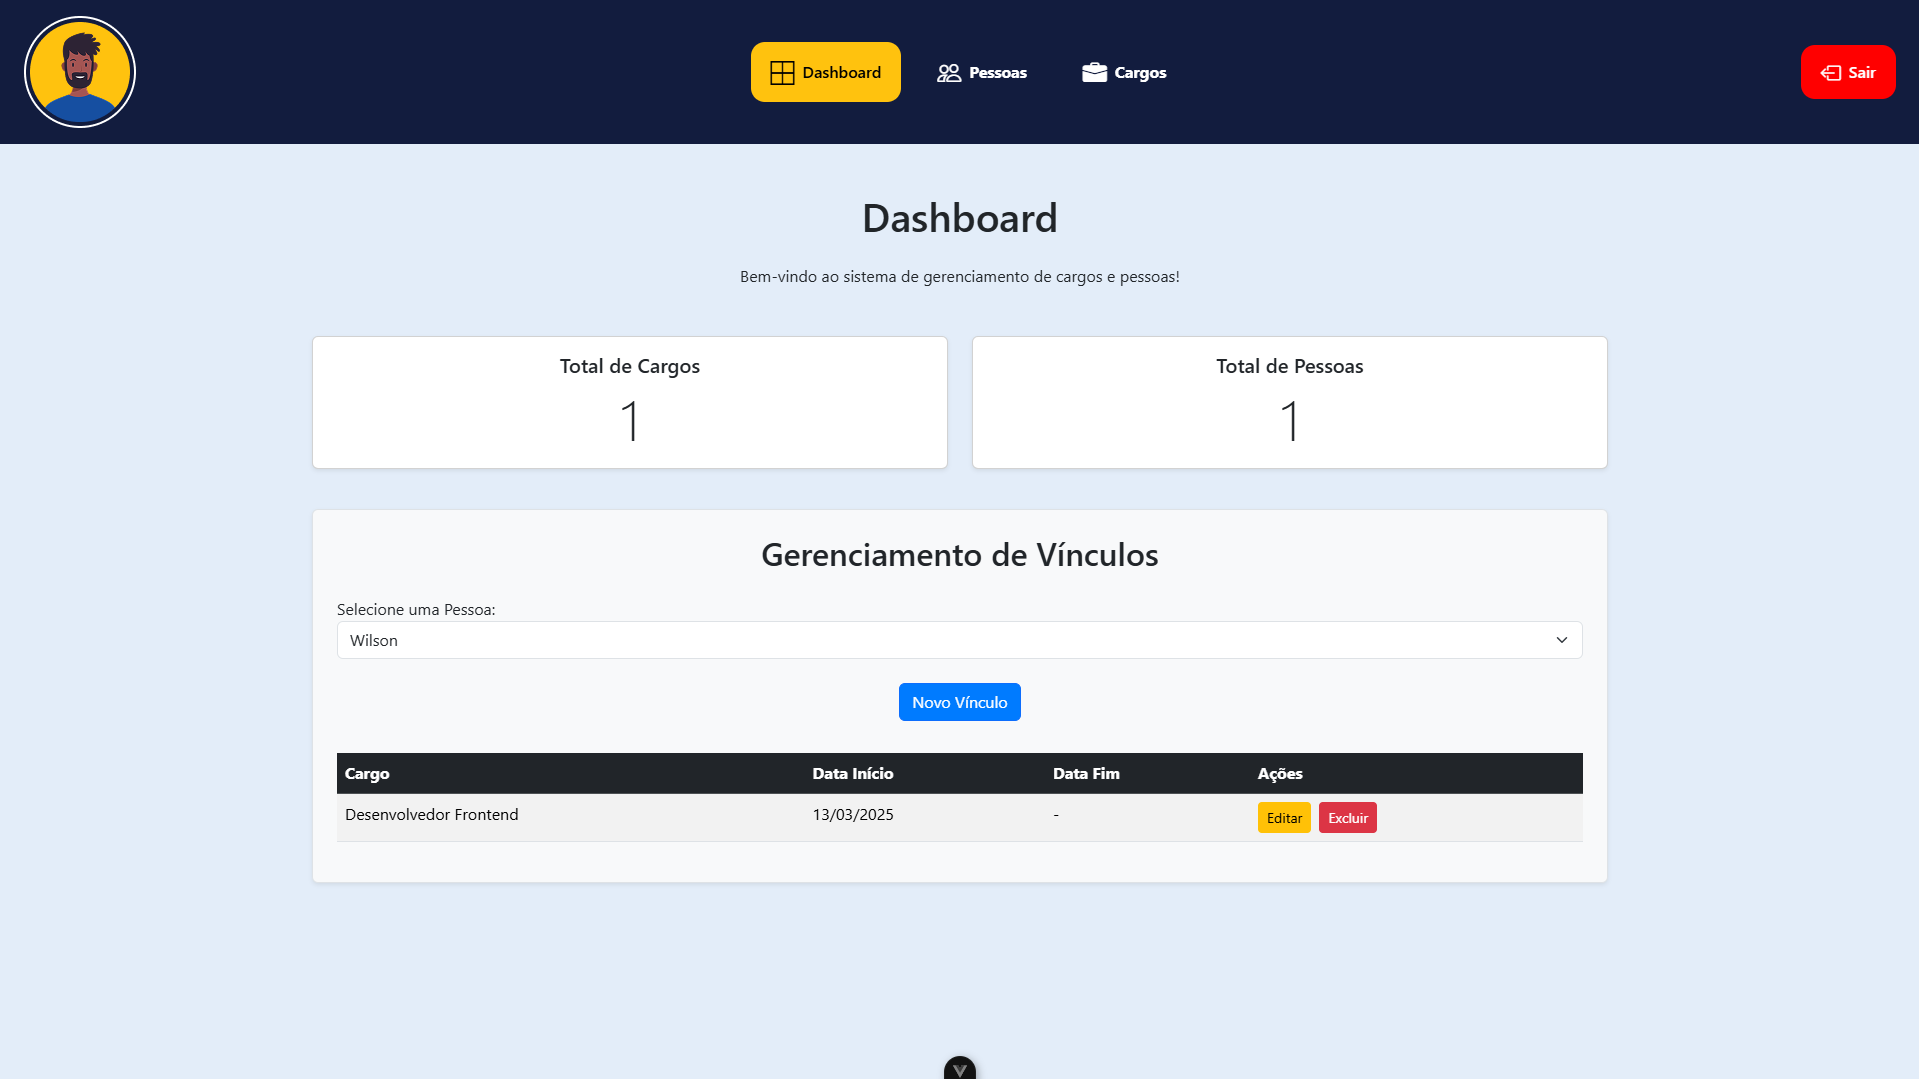 Dashboard
Pessoas
Cargos
Sair
Dashboard
Bem-vindo ao sistema de gerenciamento de cargos e pessoas!
Total de Cargos
1
Total de Pessoas
1
Gerenciamento de Vínculos
Selecione uma Pessoa:
Wilson
Novo Vínculo
Cargo Data Início Data Fim Ações
Desenvolvedor Frontend 13/03/2025 - Editar Excluir